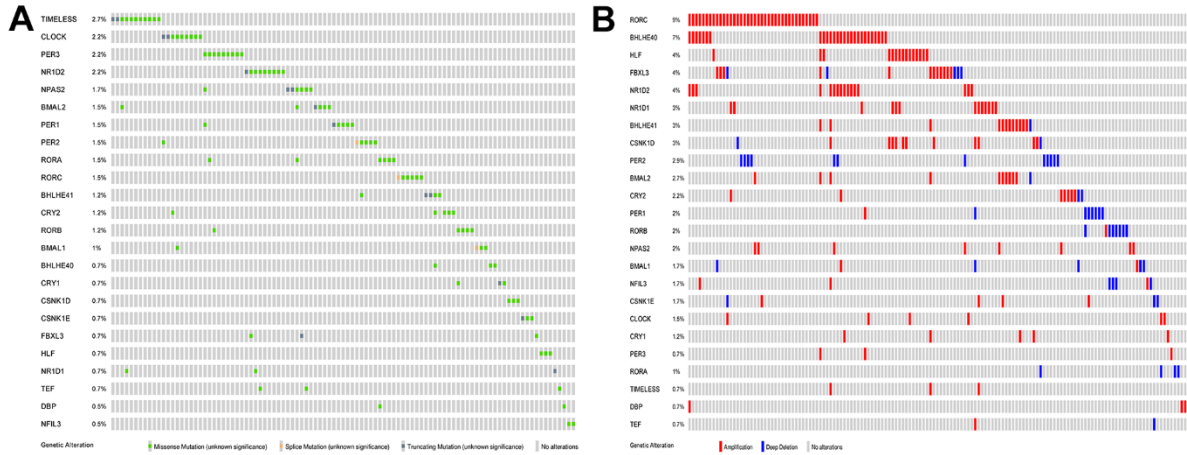 A
TIMELESS 2.7%
CLOCK 2.2%
PER3 2.2%
NR1D2 2.2%
NPAS2 1.7%
BMAL2 1.5%
PER1 1.5%
PER2 1.5%
RORA 1.5%
RORC 1.5%
BHLHE41 1.2%
CRY2 1.2%
RORB 1.2%
BMAL1 1%
BHLHE40 0.7%
CRY1 0.7%
CSNK1D 0.7%
CSNK1E 0.7%
FBXL3 0.7%
HLF 0.7%
NR1D1 0.7%
TEF 0.7%
DBP 0.5%
NFIL3 0.5%
Genetic Alteration Missense Mutation (unknown significance) Splice Mutation (unknown significance) Truncating Mutation (unknown significance) No alterations
B
RORC 5%
BHLHE40 7%
HLF 4%
FBXL3 4%
NR1D2 4%
NR1D1 3%
BHLHE41 3%
CSNK1D 3%
PER2 2.9%
BMAL2 2.7%
CRY2 2.2%
PER1 2%
RORB 2%
NPAS2 2%
BMAL1 1.7%
NFIL3 1.7%
CSNK1E 1.7%
CLOCK 1.5%
CRY1 1.2%
PER3 0.7%
RORA 1%
TIMELESS 0.7%
DBP 0.7%
TEF 0.7%
Genetic Alteration Amplification Deep Deletion No alterations